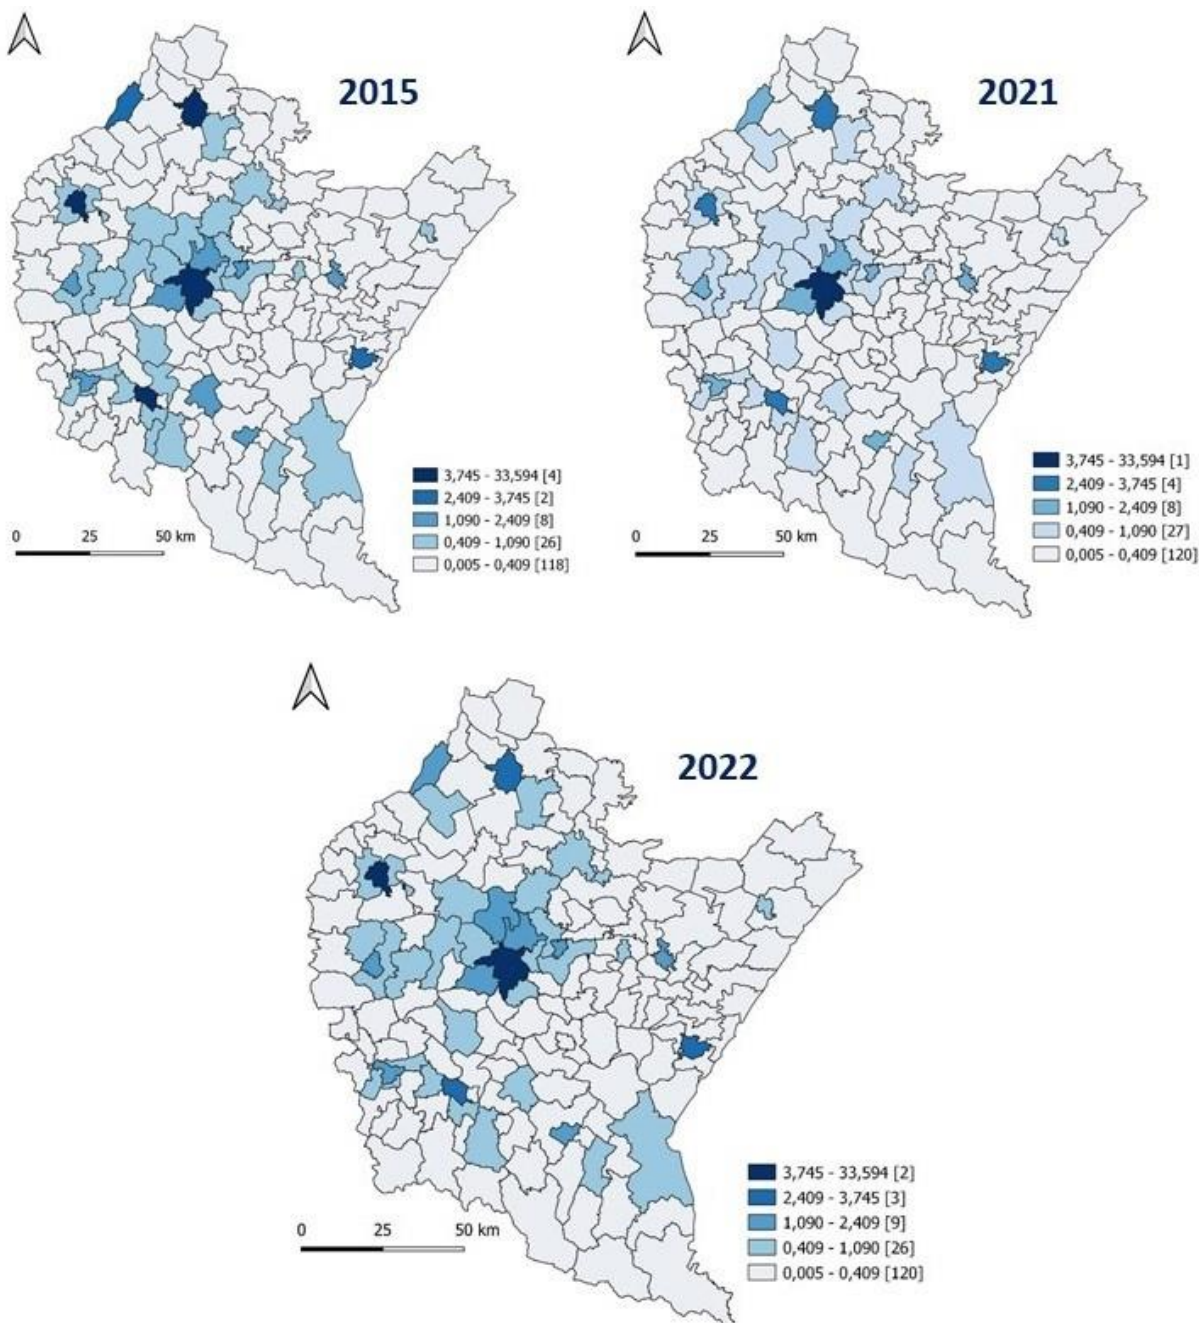 2015
3,745 - 33,594 [4]
2,409 - 3,745 [2]
1,090 - 2,409 [8]
0,409 - 1,090 [26]
0,005 - 0,409 [118]
0 25 50 km
2021
3,745 - 33,594 [1]
2,409 - 3,745 [4]
1,090 - 2,409 [8]
0,409 - 1,090 [27]
0,005 - 0,409 [120]
0 25 50 km
2022
3,745 - 33,594 [2]
2,409 - 3,745 [3]
1,090 - 2,409 [9]
0,409 - 1,090 [26]
0,005 - 0,409 [120]
0 25 50 km